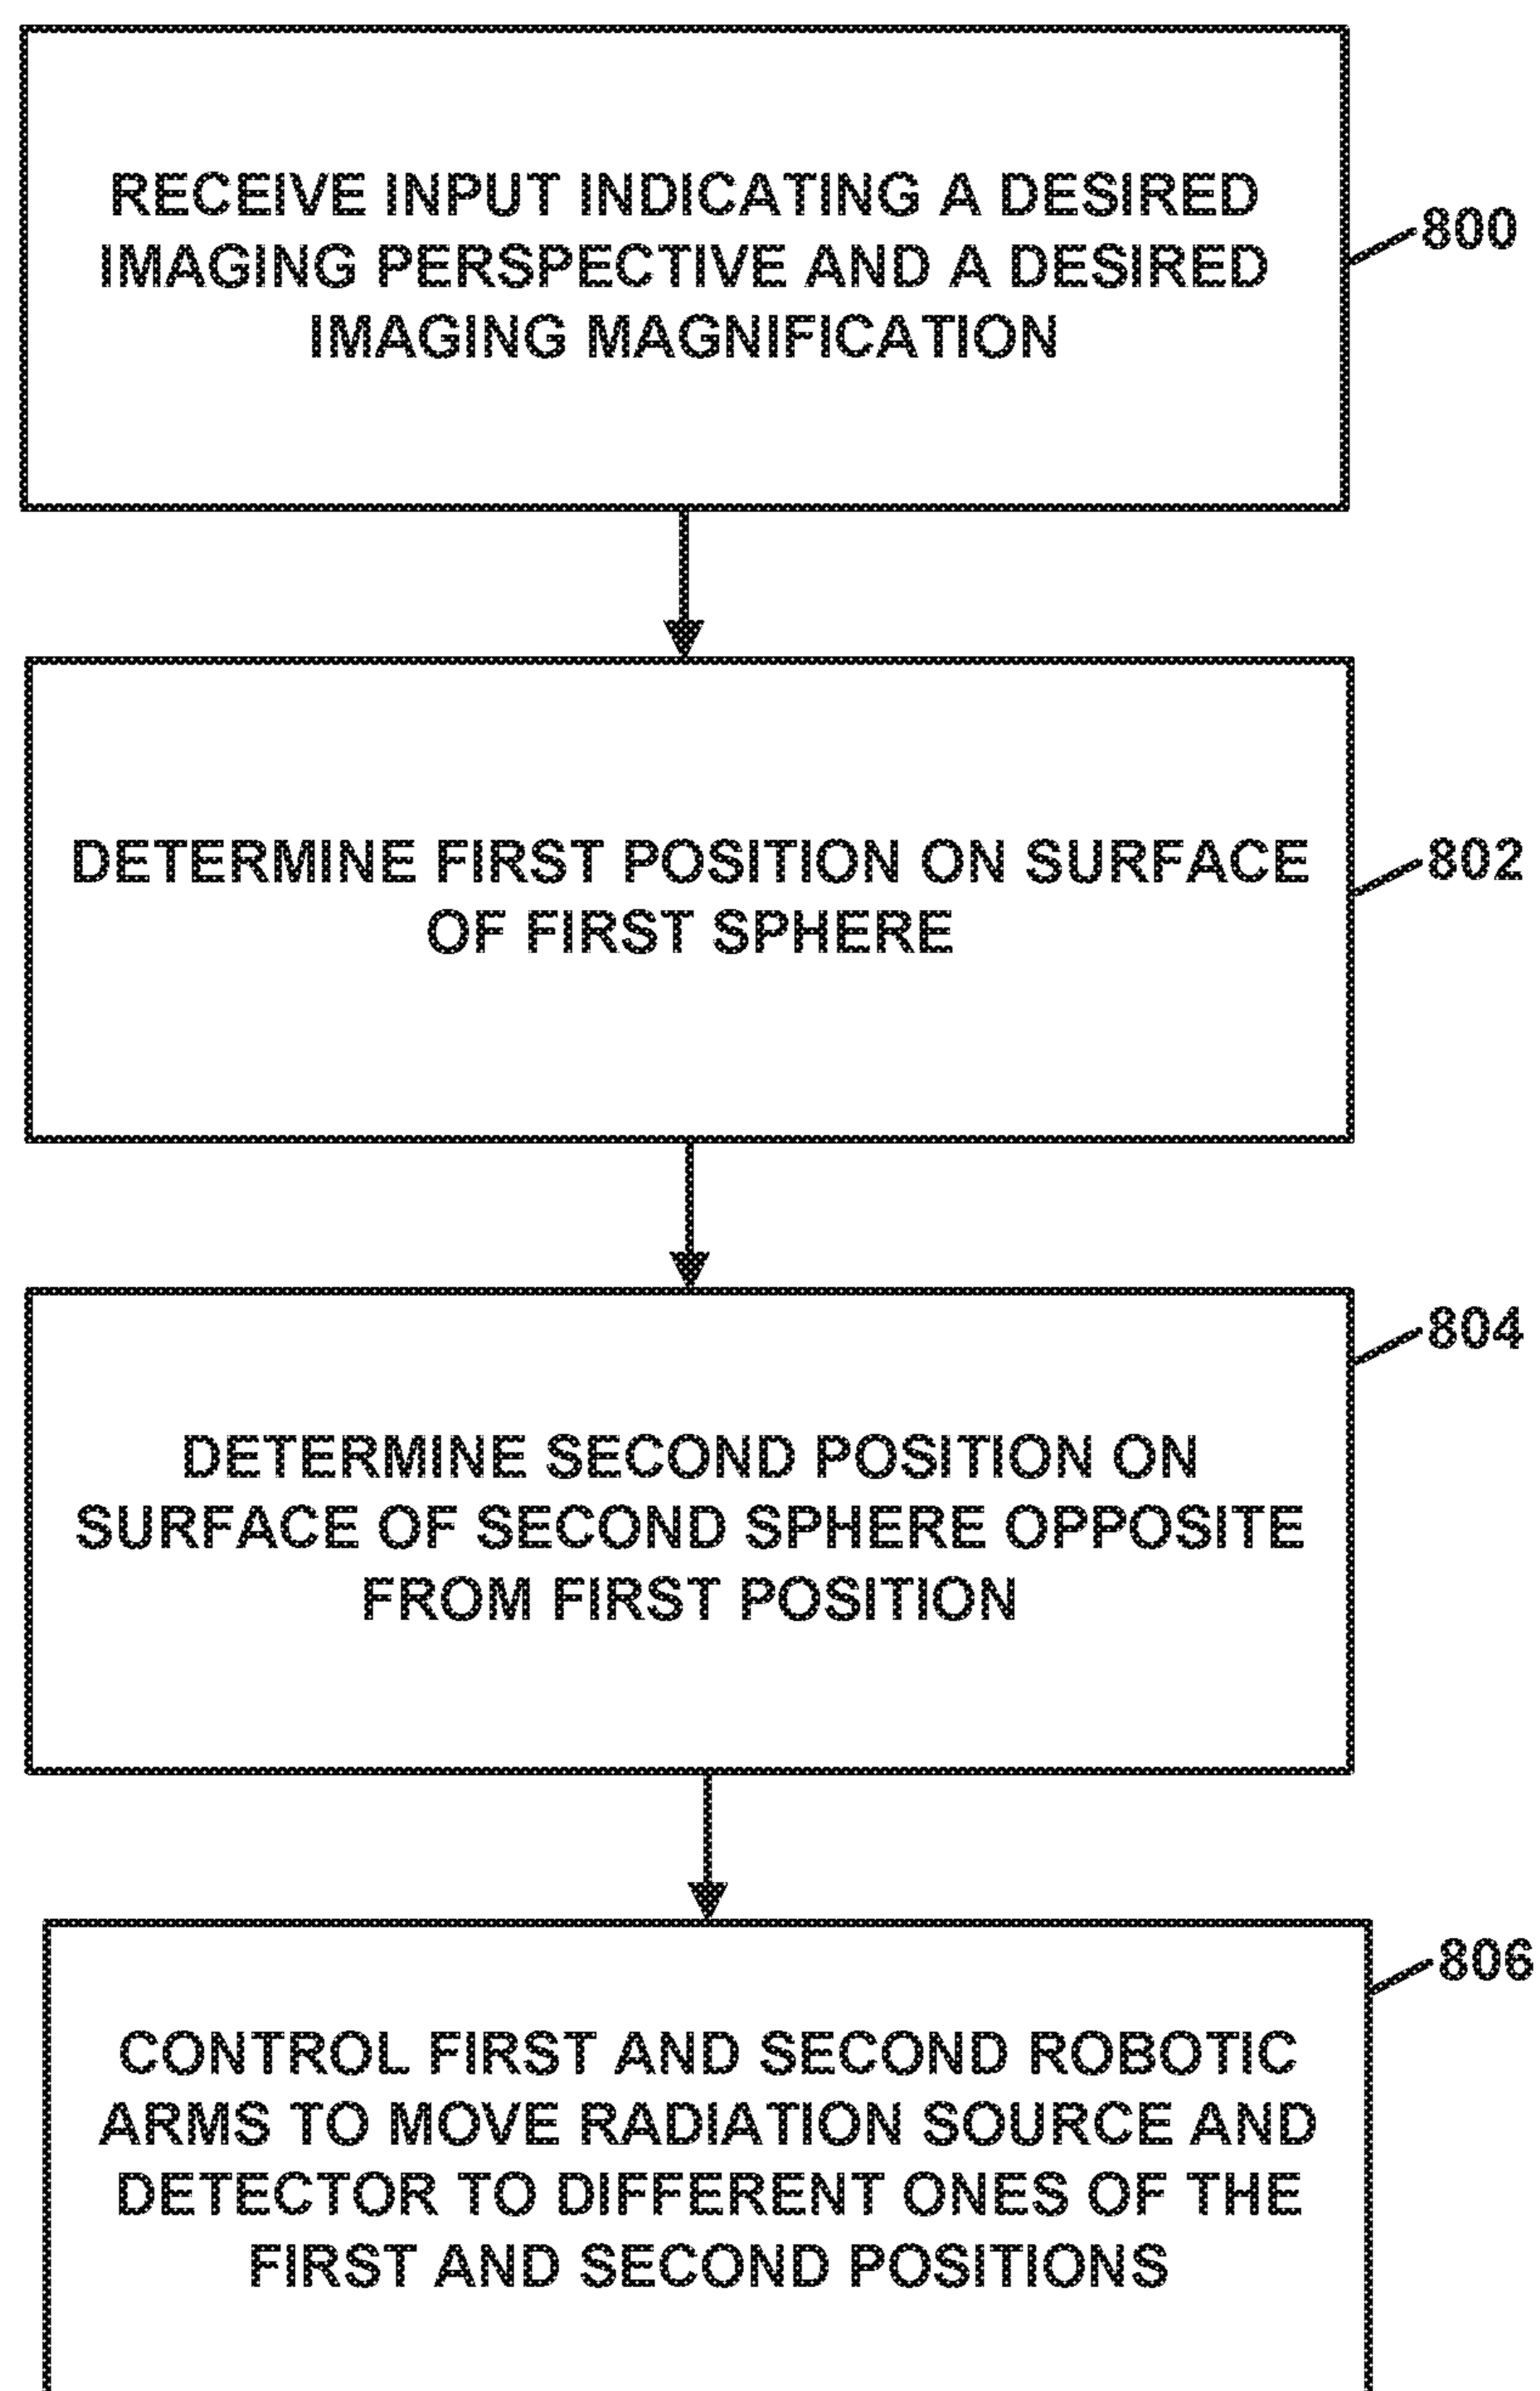 RECEIVE INPUT INDICATING A DESIRED
IMAGING PERSPECTIVE AND A DESIRED
IMAGING MAGNIFICATION
800
DETERMINE FIRST POSITION ON SURFACE
OF FIRST SPHERE
802
DETERMINE SECOND POSITION ON
SURFACE OF SECOND SPHERE OPPOSITE
FROM FIRST POSITION
804
CONTROL FIRST AND SECOND ROBOTIC
ARMS TO MOVE RADIATION SOURCE AND
DETECTOR TO DIFFERENT ONES OF THE
FIRST AND SECOND POSITIONS
806